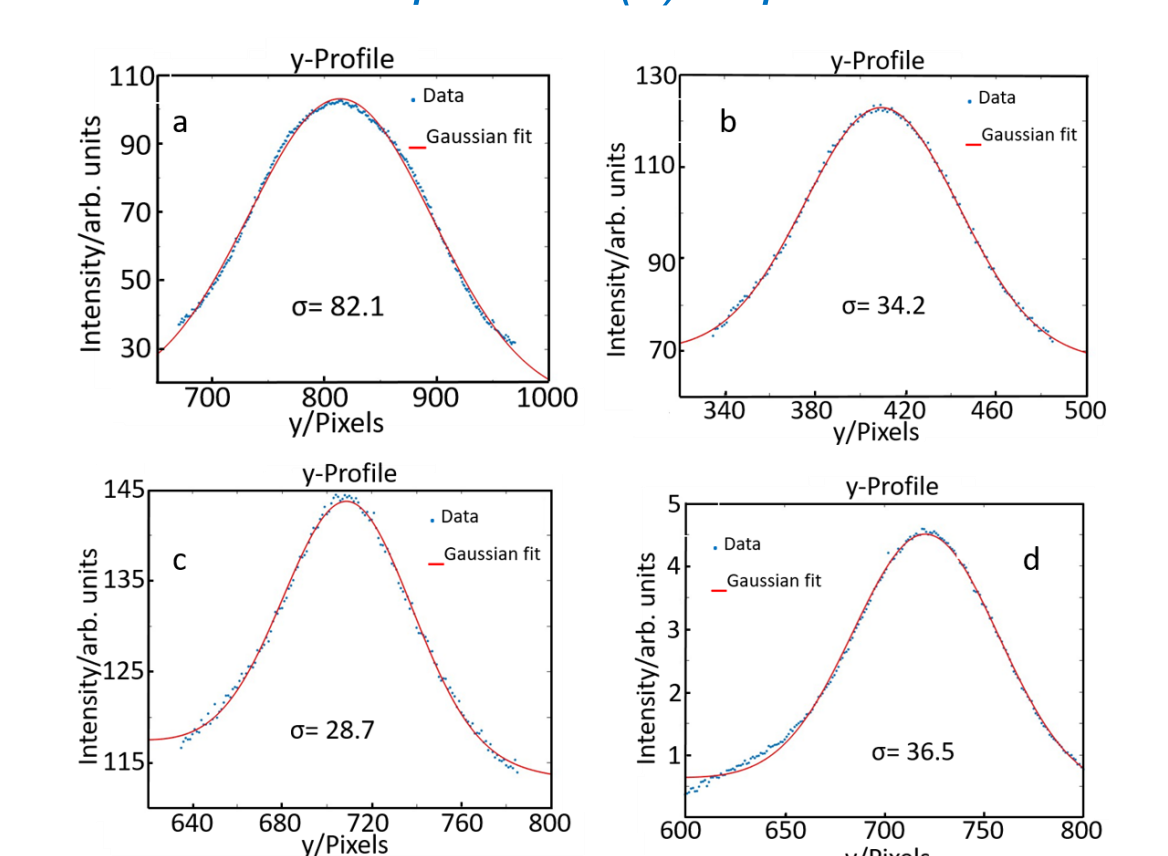 y-Profile
110
90
70
50
30
Intensity/arb. units
a
Data
Gaussian fit
σ= 82.1
700 800 900 1000
y/Pixels
y-Profile
130
110
90
70
Intensity/arb. units
b
Data
Gaussian fit
σ= 34.2
340 380 420 460 500
y/Pixels
y-Profile
145
135
125
115
Intensity/arb. units
c
Data
Gaussian fit
σ= 28.7
640 680 720 760 800
y/Pixels
y-Profile
5
4
3
2
1
Intensity/arb. units
d
Data
Gaussian fit
σ= 36.5
600 650 700 750 800
y/Pixels